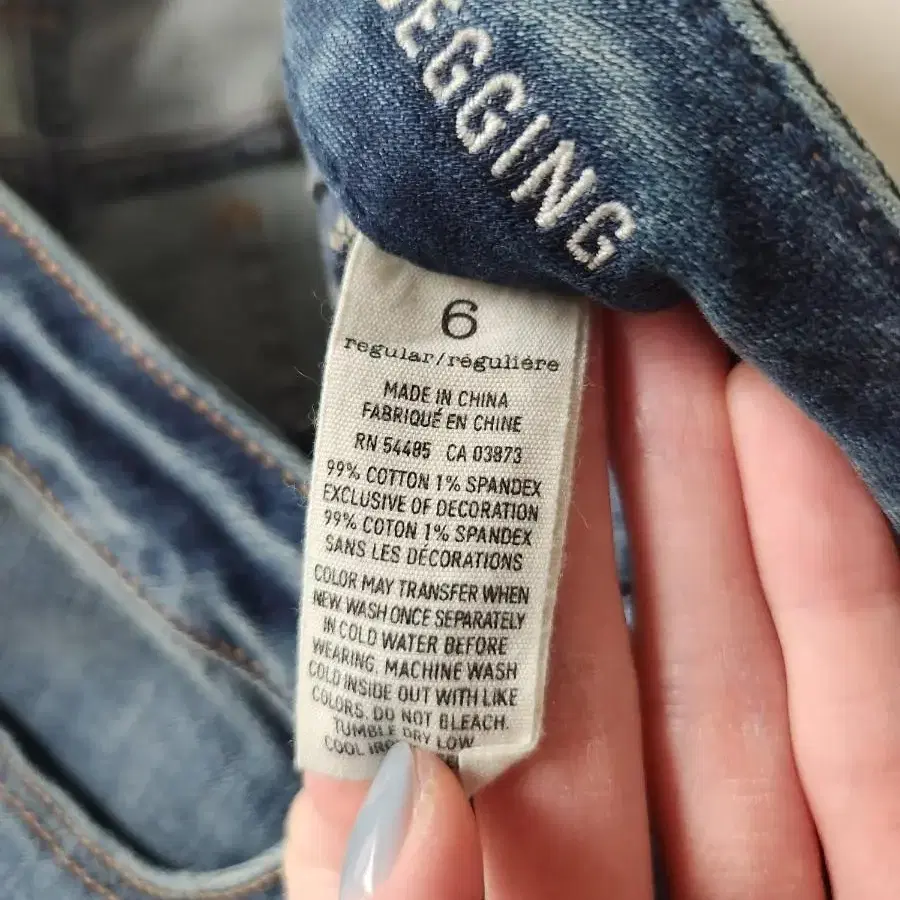 EGGING
6
regular/régulière
MADE IN CHINA
FABRIQUÉ EN CHINE
RN 54485 CA 03873
99% COTTON 1% SPANDEX
EXCLUSIVE OF DECORATION
99% COTON 1% SPANDEX
SANS LES DÉCORATIONS
COLOR MAY TRANSFER WHEN
NEW WASH ONCE SEPARATELY
IN COLD WATER BEFORE
WEARING. MACHINE WASH
COLD INSIDE OUT WITH LIKE
COLORS. DO NOT BLEACH.
TUMBLE DRY LOW
COOL